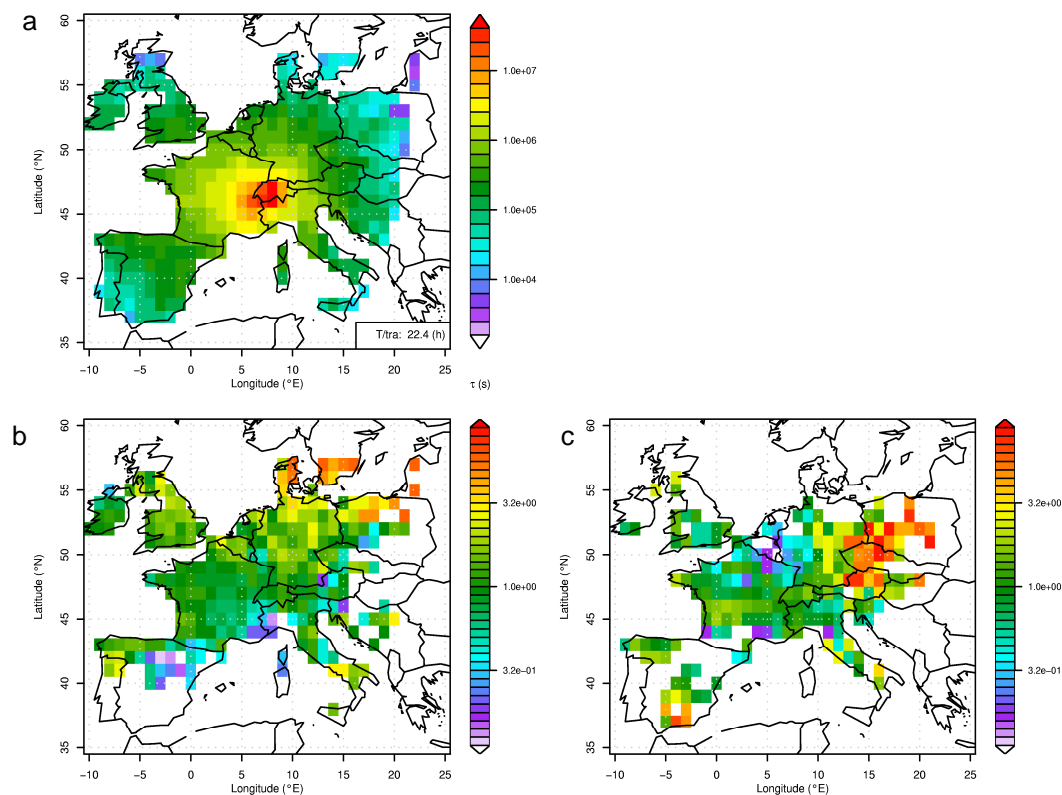 a
60
55
50
45
40
35
Latitude (°N)
−10 −5 0 5 10 15 20 25
Longitude (°E)
T/tra: 22.4 (h)
1.0e+07
1.0e+06
1.0e+05
1.0e+04
τ (s)
b
60
55
50
45
40
35
Latitude (°N)
−10 −5 0 5 10 15 20 25
Longitude (°E)
3.2e+00
1.0e+00
3.2e−01
c
60
55
50
45
40
35
Latitude (°N)
−10 −5 0 5 10 15 20 25
Longitude (°E)
3.2e+00
1.0e+00
3.2e−01